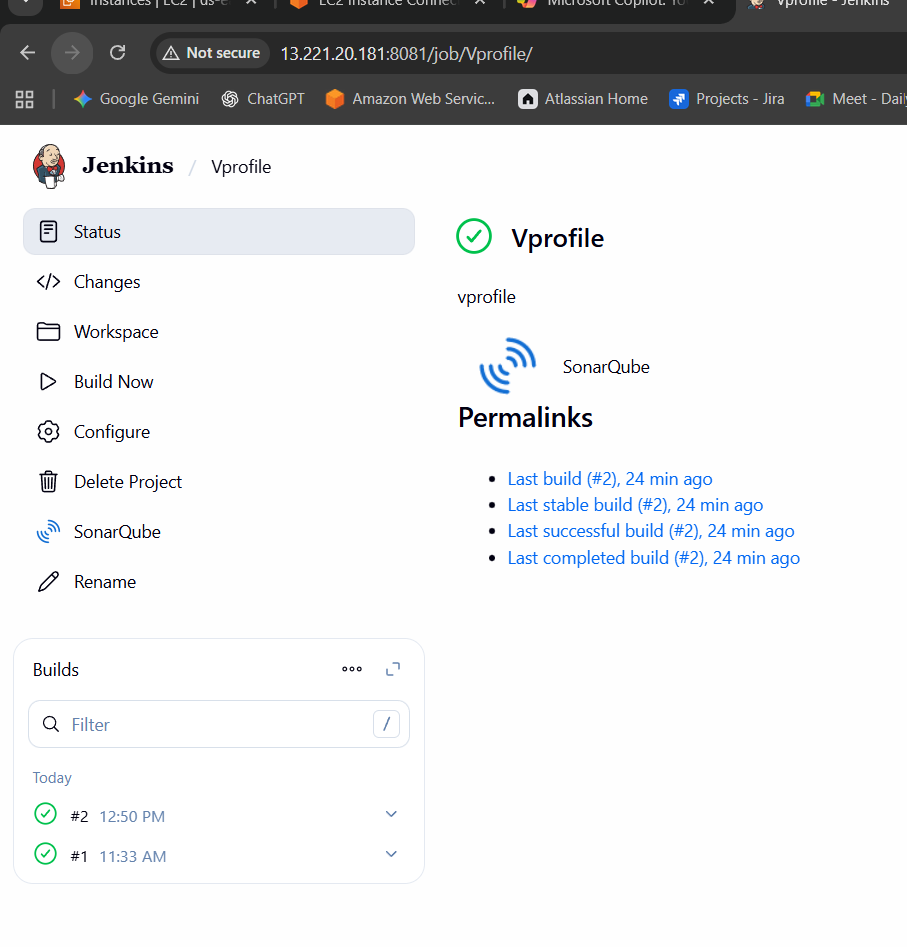 Instances | EC2 | us-e
EC2 Instance Connec
Microsoft Copilot: Yo
Vprofile - Jenkins
Not secure 13.221.20.181:8081/job/Vprofile/
Google Gemini ChatGPT Amazon Web Servic... Atlassian Home Projects - Jira Meet - Daily
Jenkins / Vprofile
Status
Changes
Workspace
Build Now
Configure
Delete Project
SonarQube
Rename
Builds
Filter /
Today
#2 12:50 PM
#1 11:33 AM
Vprofile
vprofile
SonarQube
Permalinks
Last build (#2), 24 min ago
Last stable build (#2), 24 min ago
Last successful build (#2), 24 min ago
Last completed build (#2), 24 min ago